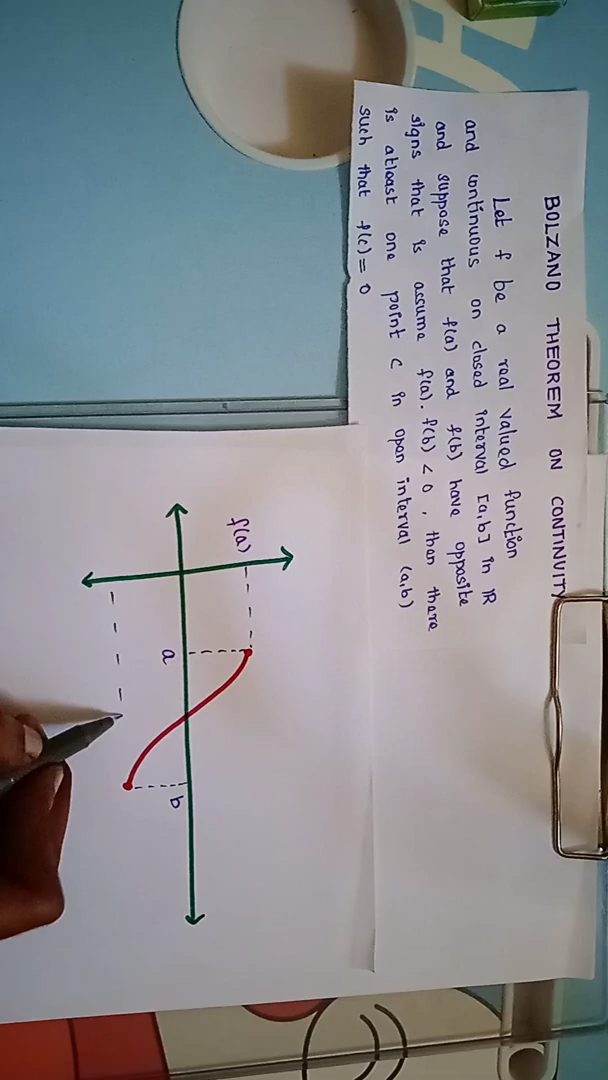 BOLZANO THEOREM ON CONTINVITY
Let f be a real valued function
and continuous on closed interval [a,b] in IR
and suppose that f(a) and f(b) have opposite
signs that is assume f(a). f(b) < 0 , then there
is atleast one point c in open interval (a,b)
such that f(c) = 0
f(a)
a
b